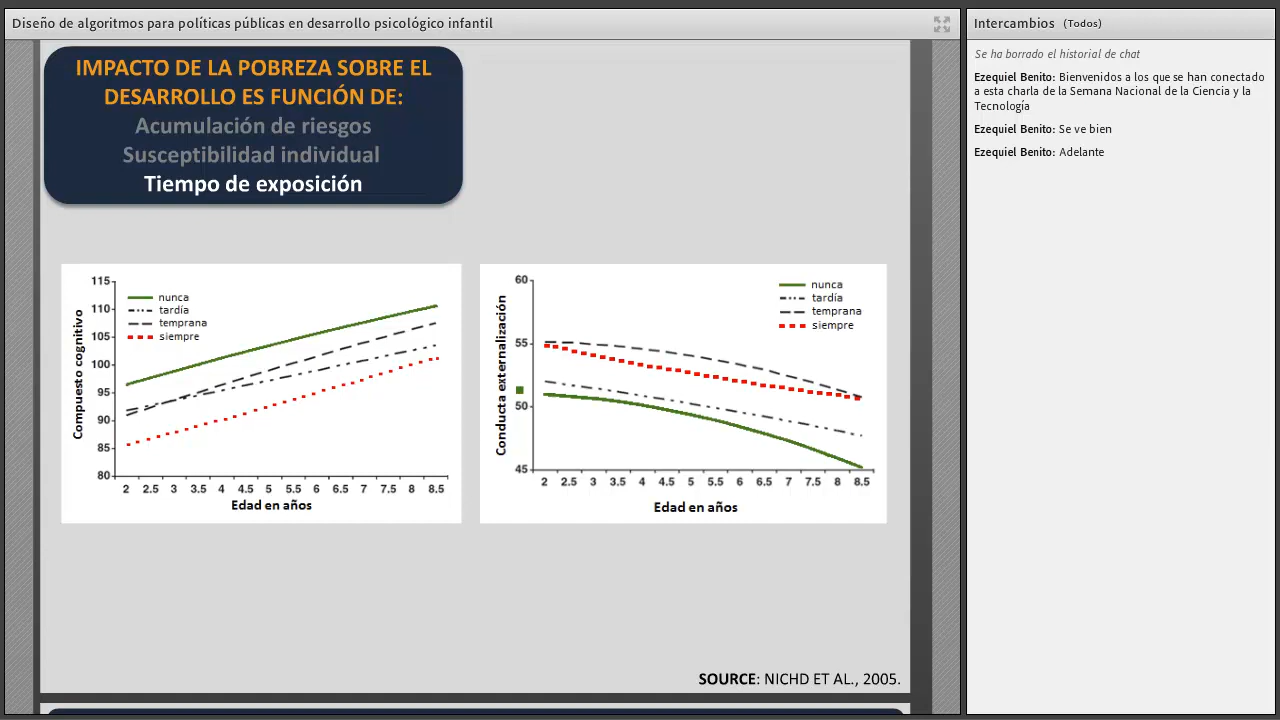 Diseño de algoritmos para políticas públicas en desarrollo psicológico infantil
IMPACTO DE LA POBREZA SOBRE EL
DESARROLLO ES FUNCIÓN DE:
Acumulación de riesgos
Susceptibilidad individual
Tiempo de exposición
115
110
105
100
95
90
85
80
Compuesto cognitivo
nunca
tardía
temprana
siempre
2 2.5 3 3.5 4 4.5 5 5.5 6 6.5 7 7.5 8 8.5
Edad en años
60
55
50
45
Conducta externalización
nunca
tardía
temprana
siempre
2 2.5 3 3.5 4 4.5 5 5.5 6 6.5 7 7.5 8 8.5
Edad en años
SOURCE: NICHD ET AL., 2005.
Intercambios (Todos)
Se ha borrado el historial de chat
Ezequiel Benito: Bienvenidos a los que se han conectado
a esta charla de la Semana Nacional de la Ciencia y la
Tecnología
Ezequiel Benito: Se ve bien
Ezequiel Benito: Adelante